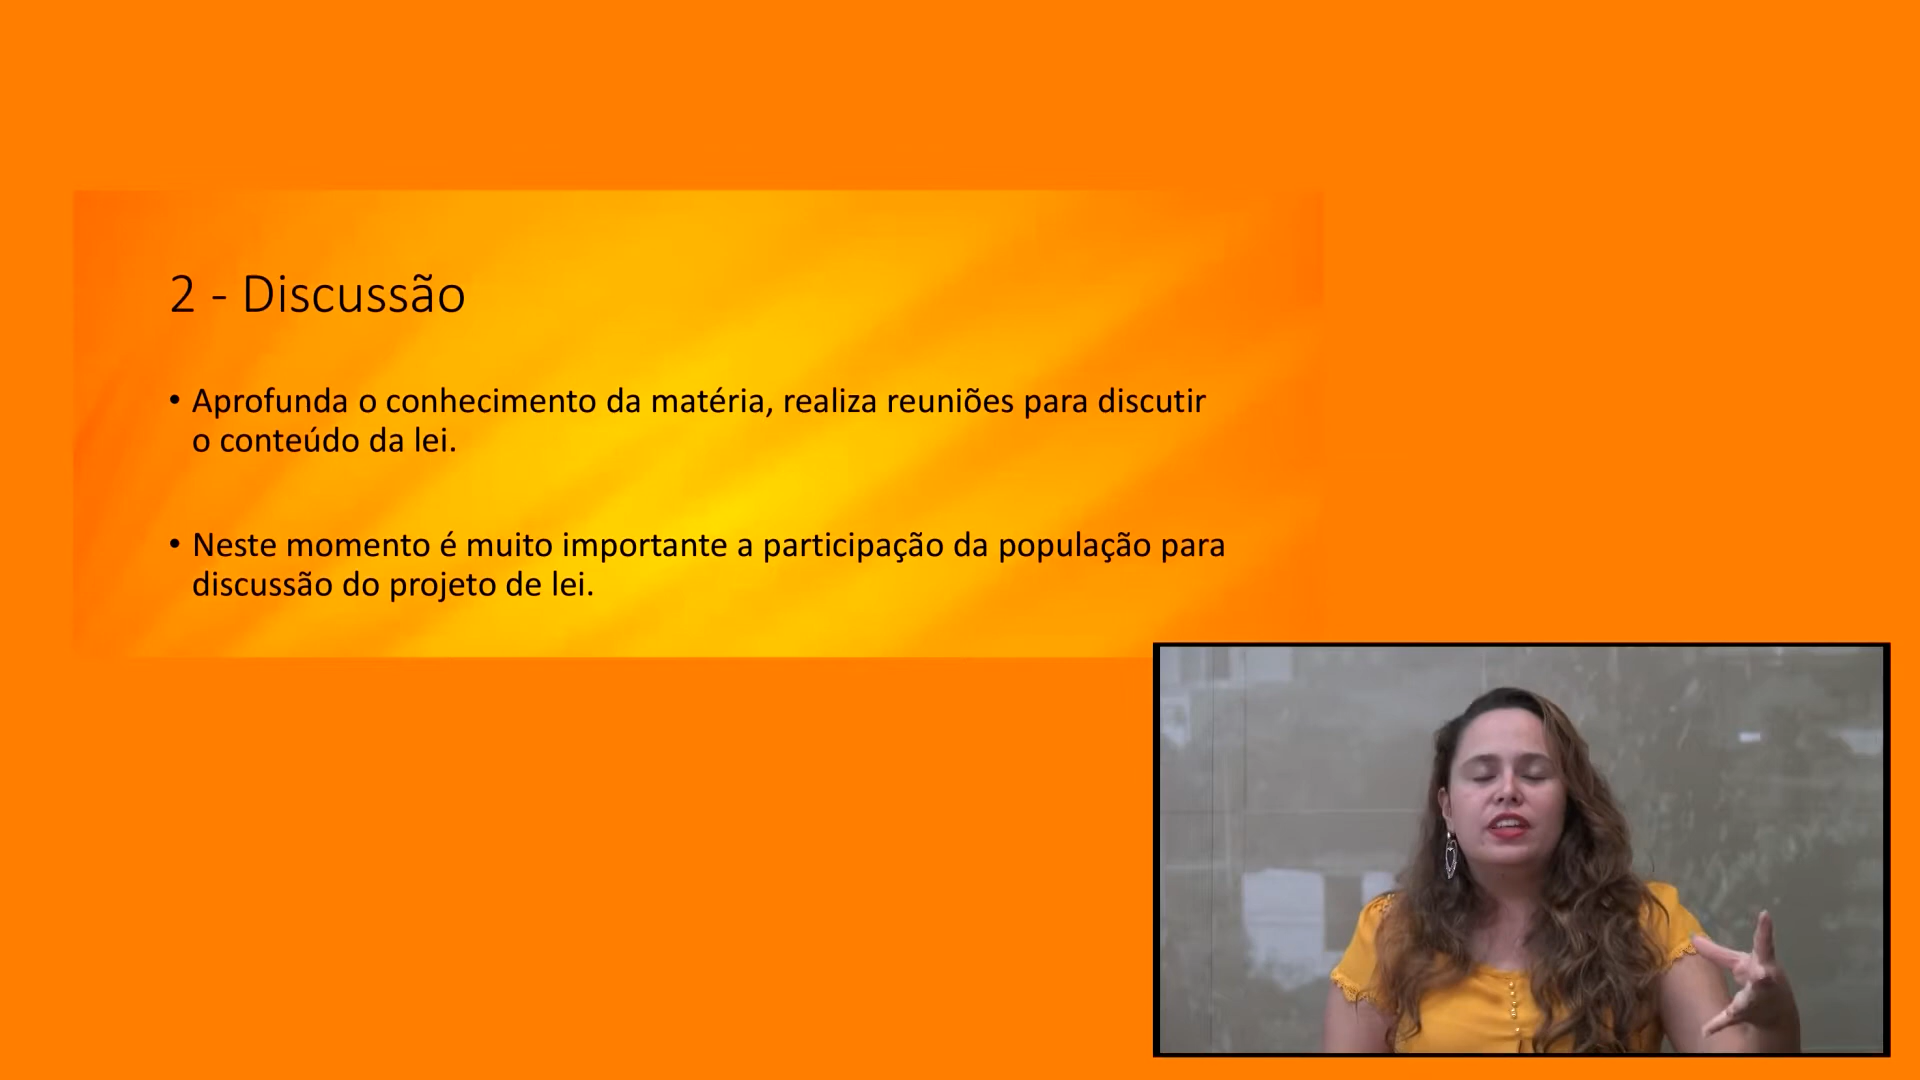 2 - Discussão
• Aprofunda o conhecimento da matéria, realiza reuniões para discutir
o conteúdo da lei.
• Neste momento é muito importante a participação da população para
discussão do projeto de lei.